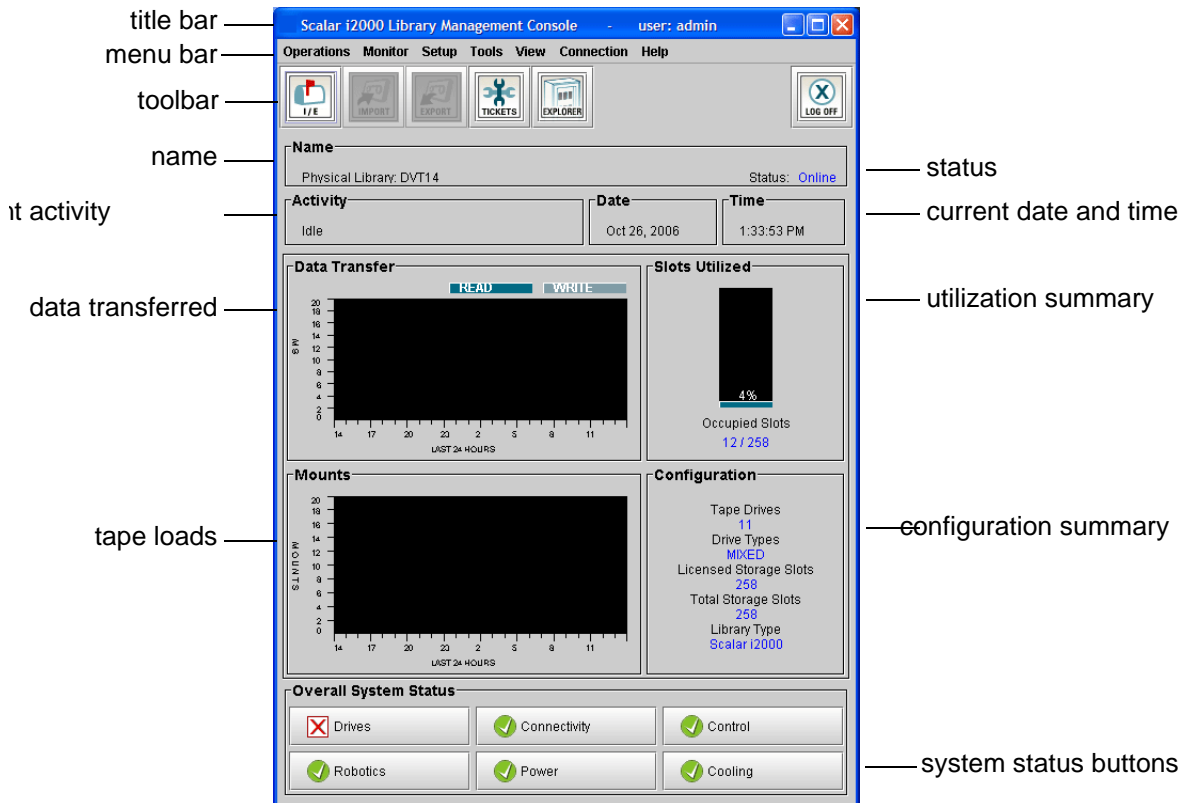 title bar
Scalar i2000 Library Management Console - user: admin
menu bar
Operations Monitor Setup Tools View Connection Help
toolbar
I/E
IMPORT
EXPORT
TICKETS
EXPLORER
X
LOG OFF
name
Name
Physical Library: DVT14
Status: Online
status
nt activity
Activity
Idle
Date
Oct 26, 2006
Time
1:33:53 PM
current date and time
data transferred
Data Transfer
READ WRITE
MB
20
18
16
14
12
10
8
6
4
2
0
14 17 20 23 2 5 8 11
LAST 24 HOURS
Slots Utilized
4%
Occupied Slots
12 / 258
utilization summary
tape loads
Mounts
MOUNTS
20
18
16
14
12
10
8
6
4
2
0
14 17 20 23 2 5 8 11
LAST 24 HOURS
Configuration
Tape Drives
11
Drive Types
MIXED
Licensed Storage Slots
258
Total Storage Slots
258
Library Type
Scalar i2000
configuration summary
Overall System Status
Drives
Connectivity
Control
Robotics
Power
Cooling
system status buttons